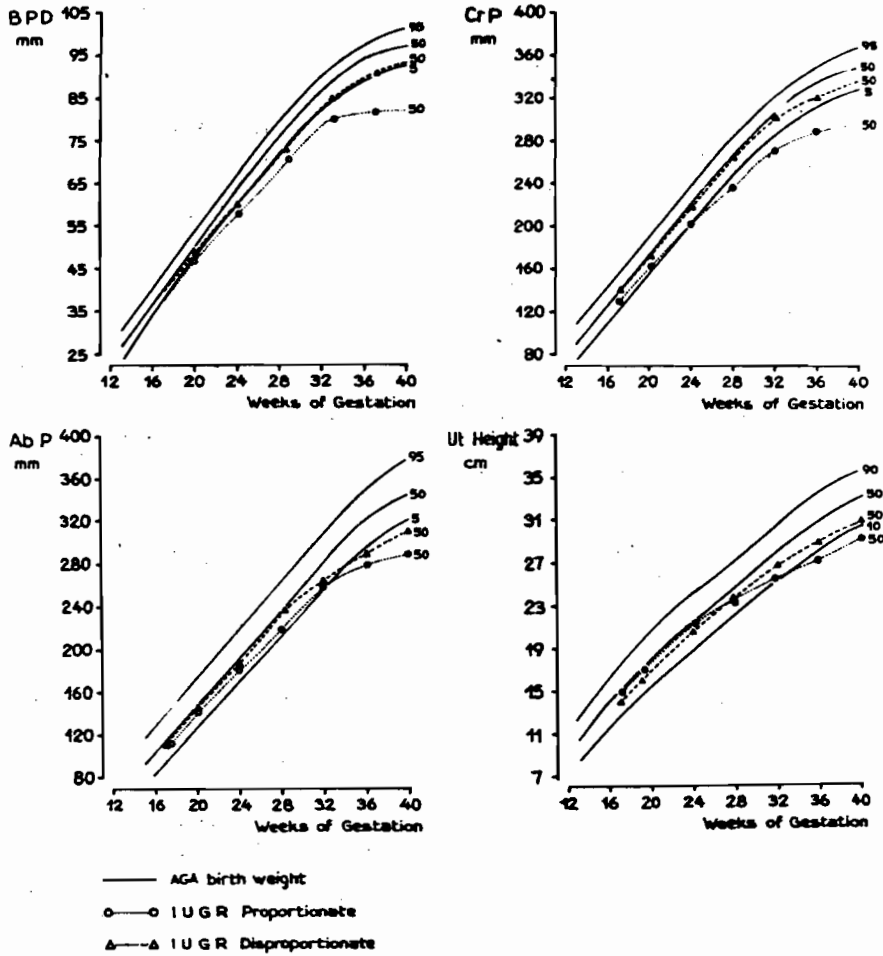 BPD
mm
105
95
85
75
65
55
45
35
25
95
50
50
5
50
12 16 20 24 28 32 36 40
Weeks of Gestation
CrP
mm
400
360
320
280
240
200
160
120
80
95
50
50
5
50
12 16 20 24 28 32 36 40
Weeks of Gestation
Ab P
mm
400
360
320
280
240
200
160
120
80
95
50
5
50
50
12 16 20 24 28 32 36 40
Weeks of Gestation
Ut Height
cm
39
35
31
27
23
19
15
11
7
90
50
50
10
50
12 16 20 24 28 32 36 40
Weeks of Gestation
AGA birth weight
IUGR Proportionate
IUGR Disproportionate